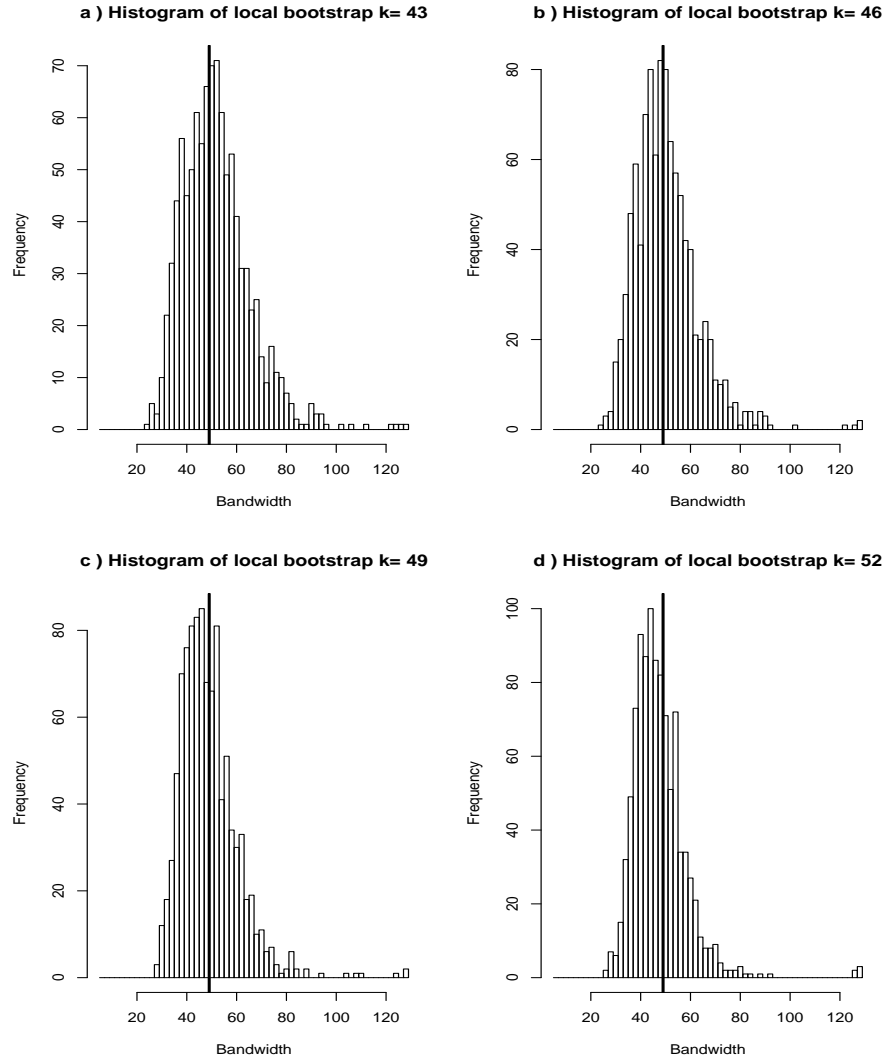 a ) Histogram of local bootstrap k= 43
Frequency
0 10 20 30 40 50 60 70
20 40 60 80 100 120
Bandwidth
b ) Histogram of local bootstrap k= 46
Frequency
0 20 40 60 80
20 40 60 80 100 120
Bandwidth
c ) Histogram of local bootstrap k= 49
Frequency
0 20 40 60 80
20 40 60 80 100 120
Bandwidth
d ) Histogram of local bootstrap k= 52
Frequency
0 20 40 60 80 100
20 40 60 80 100 120
Bandwidth